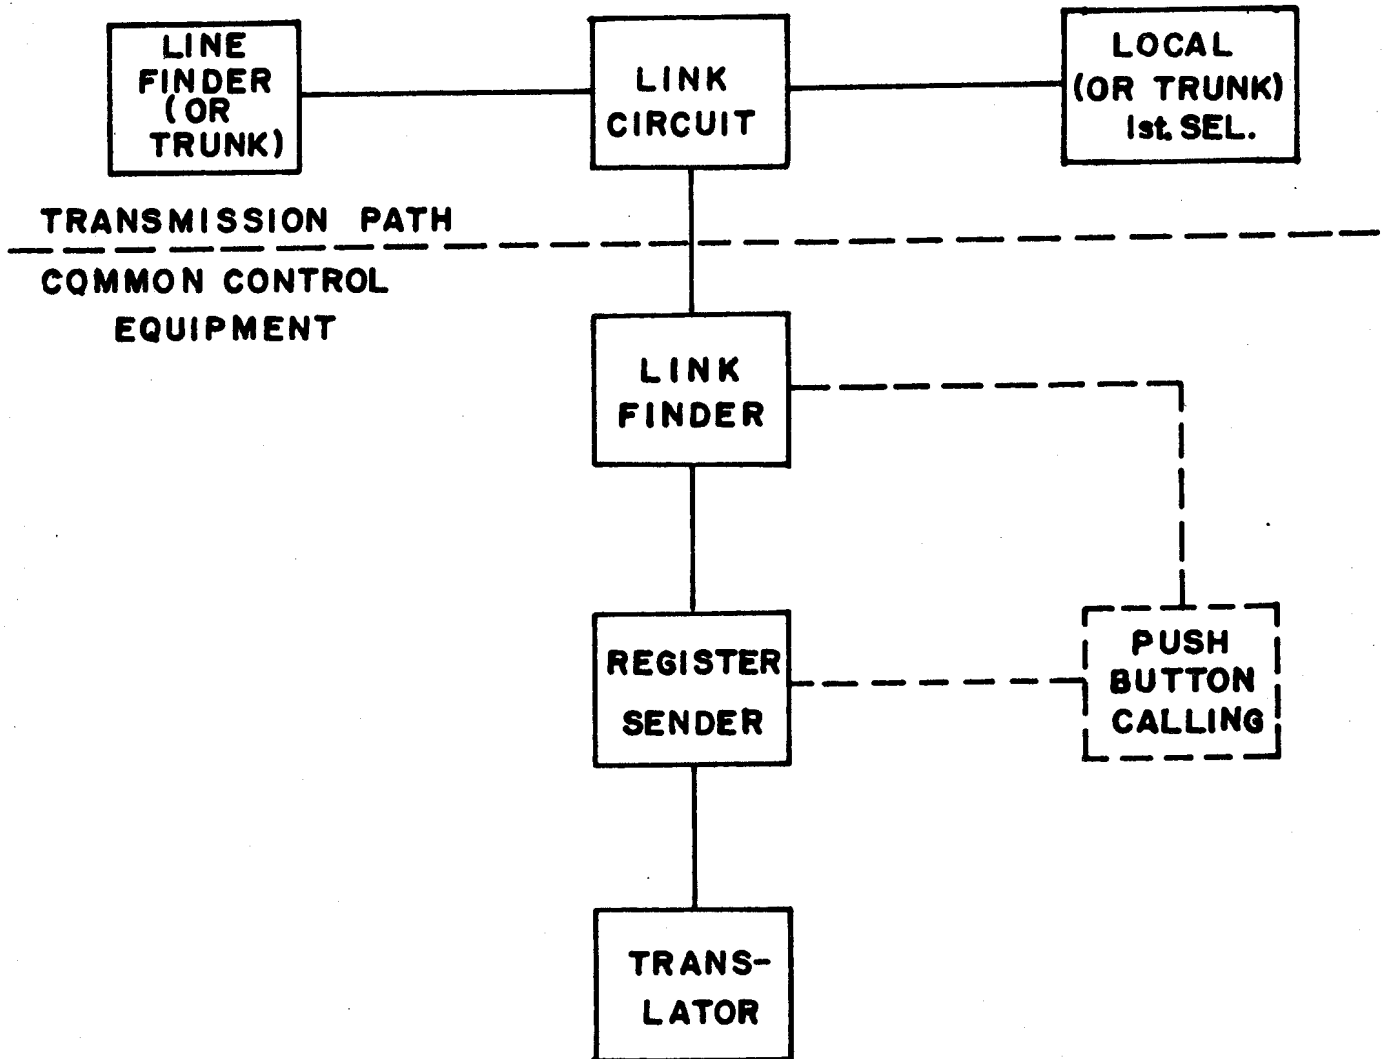 LINE
FINDER
(OR
TRUNK)
LINK
CIRCUIT
LOCAL
(OR TRUNK)
1st. SEL.
TRANSMISSION PATH
COMMON CONTROL
EQUIPMENT
LINK
FINDER
REGISTER
SENDER
PUSH
BUTTON
CALLING
TRANS-
LATOR